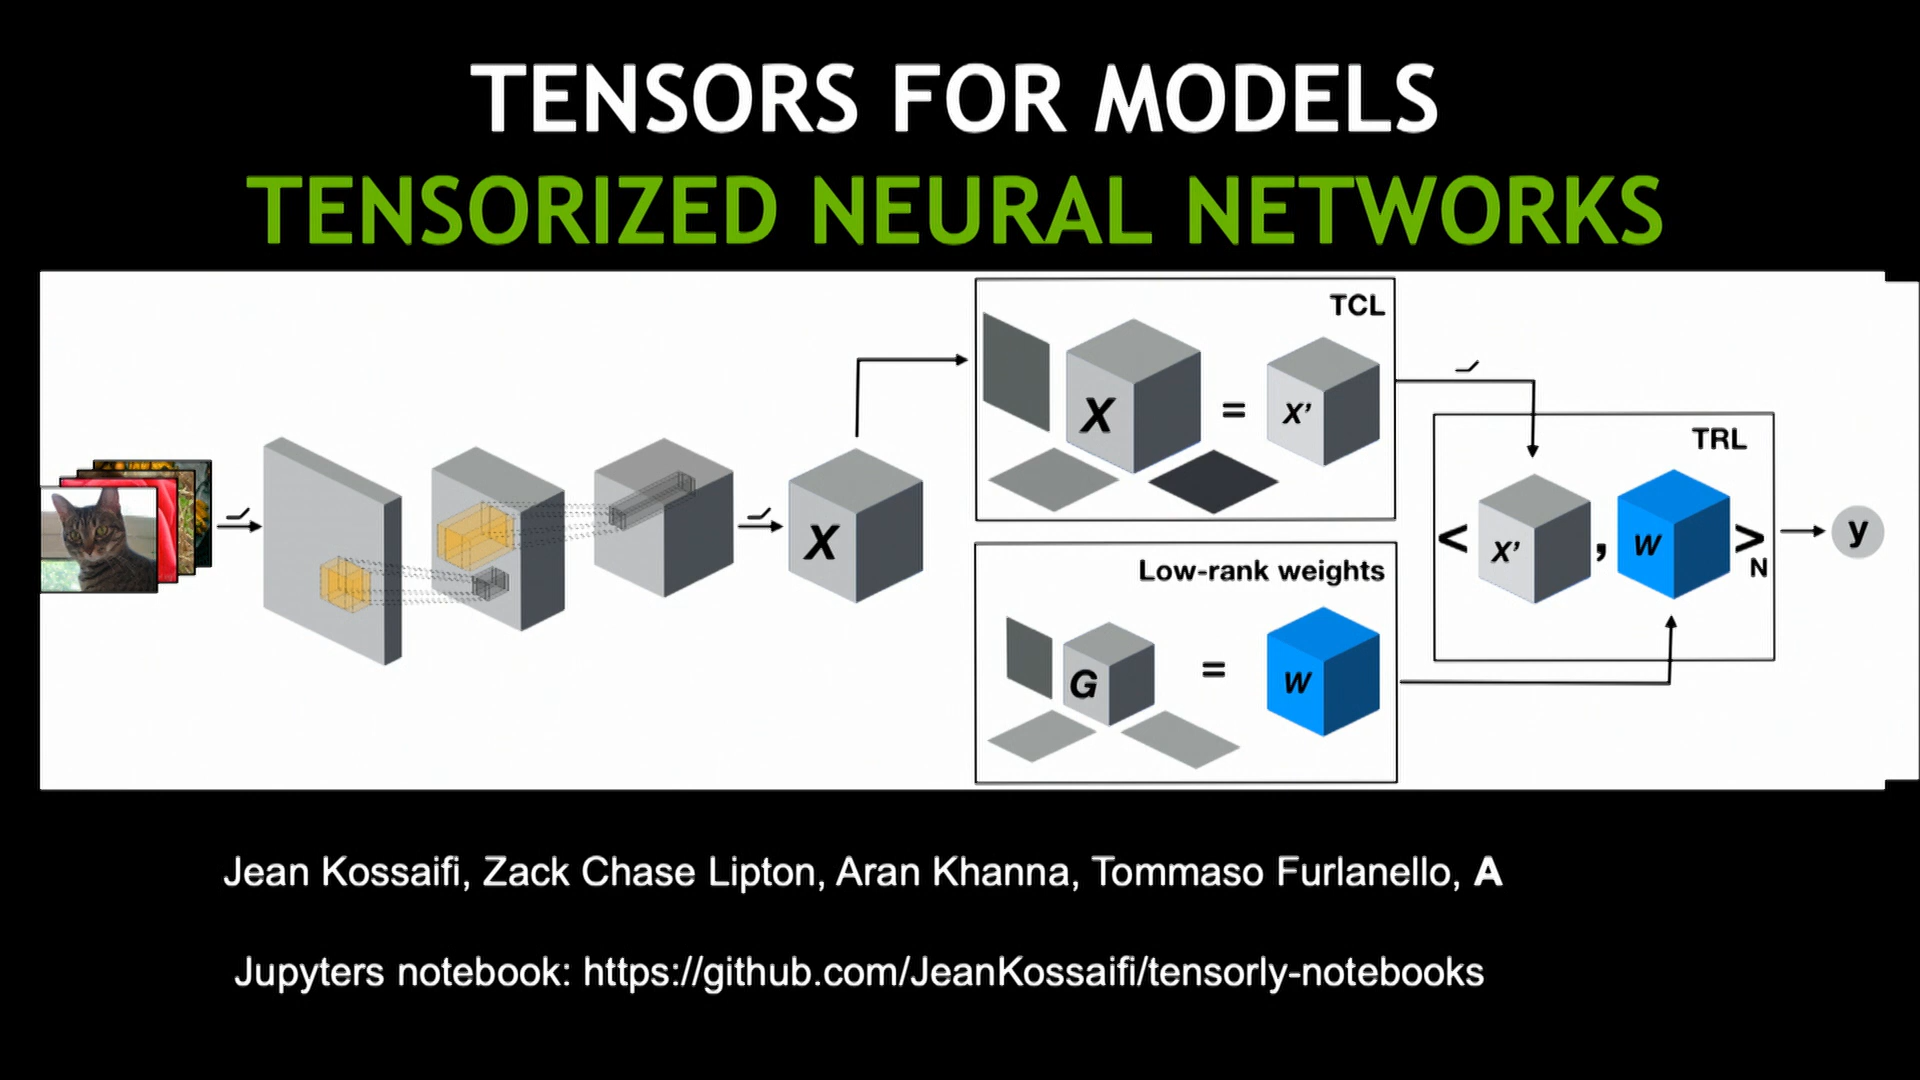 TENSORS FOR MODELS
TENSORIZED NEURAL NETWORKS
TCL
X
=
X'
TRL
X
<
X'
,
W
>
N
y
Low-rank weights
G
=
W
Jean Kossaifi, Zack Chase Lipton, Aran Khanna, Tommaso Furlanello, A
Jupyters notebook: https://github.com/JeanKossaifi/tensorly-notebooks